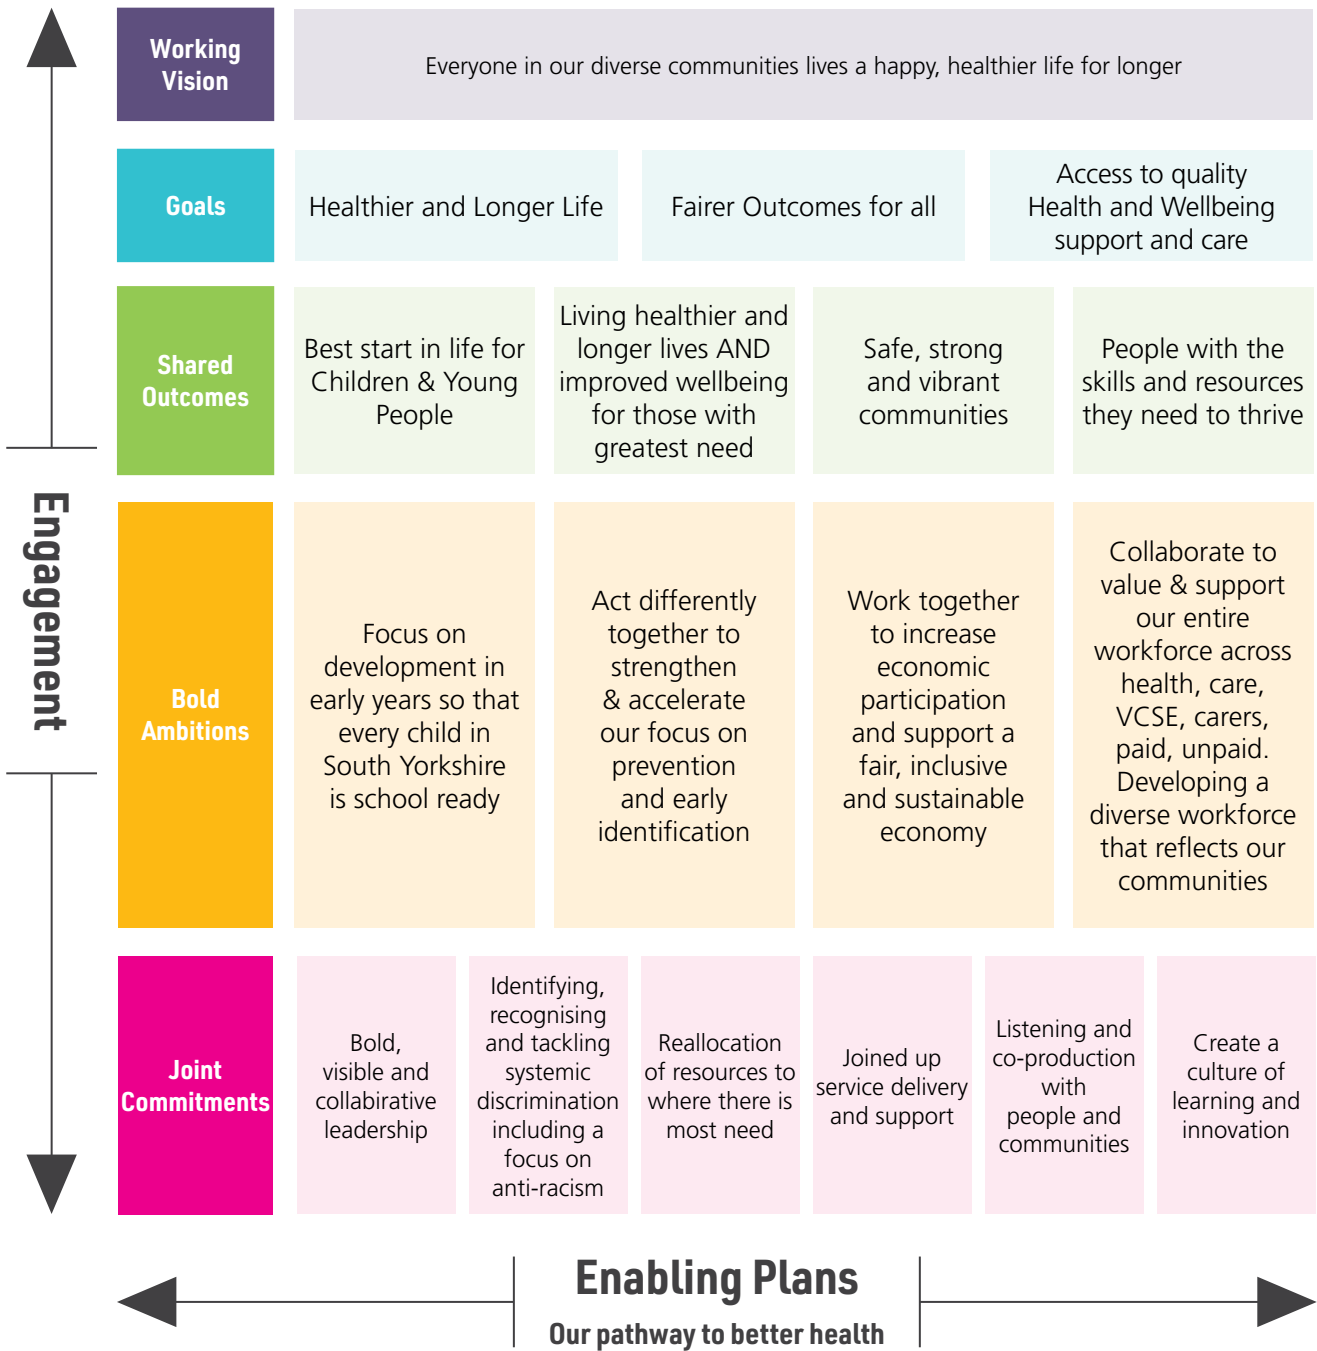 Working
Vision
Everyone in our diverse communities lives a happy, healthier life for longer
Goals
Healthier and Longer Life
Fairer Outcomes for all
Access to quality
Health and Wellbeing
support and care
Shared
Outcomes
Best start in life for
Children & Young
People
Living healthier and
longer lives AND
improved wellbeing
for those with
greatest need
Safe, strong
and vibrant
communities
People with the
skills and resources
they need to thrive
Engagement
Bold
Ambitions
Focus on
development in
early years so that
every child in
South Yorkshire
is school ready
Act differently
together to
strengthen
& accelerate
our focus on
prevention
and early
identification
Work together
to increase
economic
participation
and support a
fair, inclusive
and sustainable
economy
Collaborate to
value & support
our entire
workforce across
health, care,
VCSE, carers,
paid, unpaid.
Developing a
diverse workforce
that reflects our
communities
Joint
Commitments
Bold,
visible and
collabirative
leadership
Identifying,
recognising
and tackling
systemic
discrimination
including a
focus on
anti-racism
Reallocation
of resources to
where there is
most need
Joined up
service delivery
and support
Listening and
co-production
with
people and
communities
Create a
culture of
learning and
innovation
Enabling Plans
Our pathway to better health